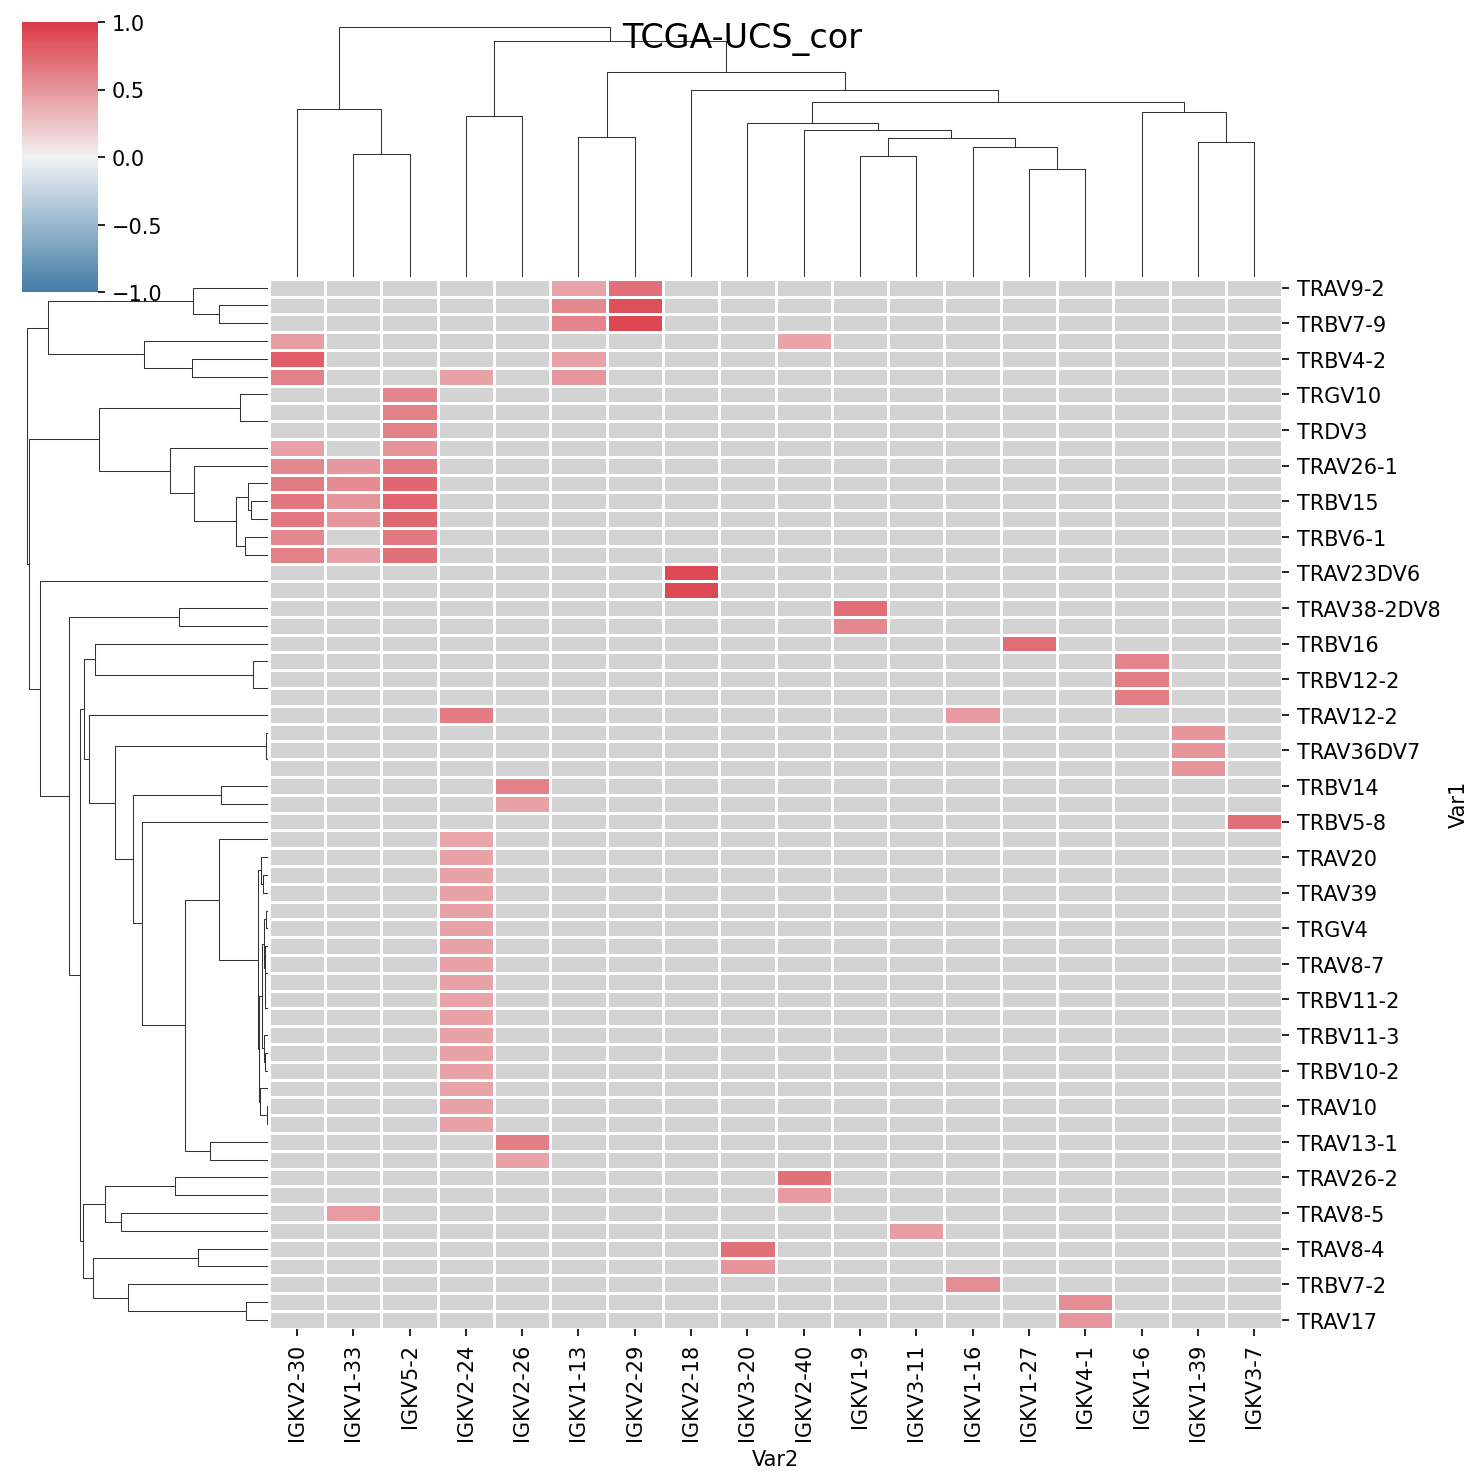 TCGA-UCS_cor
1.0
0.5
0.0
−0.5
−1.0
TRAV9-2
TRBV7-9
TRBV4-2
TRGV10
TRDV3
TRAV26-1
TRBV15
TRBV6-1
TRAV23DV6
TRAV38-2DV8
TRBV16
TRBV12-2
TRAV12-2
TRAV36DV7
TRBV14
TRBV5-8
TRAV20
TRAV39
TRGV4
TRAV8-7
TRBV11-2
TRBV11-3
TRBV10-2
TRAV10
TRAV13-1
TRAV26-2
TRAV8-5
TRAV8-4
TRBV7-2
TRAV17
Var1
IGKV2-30
IGKV1-33
IGKV5-2
IGKV2-24
IGKV2-26
IGKV1-13
IGKV2-29
IGKV2-18
IGKV3-20
IGKV2-40
IGKV1-9
IGKV3-11
IGKV1-16
IGKV1-27
IGKV4-1
IGKV1-6
IGKV1-39
IGKV3-7
Var2